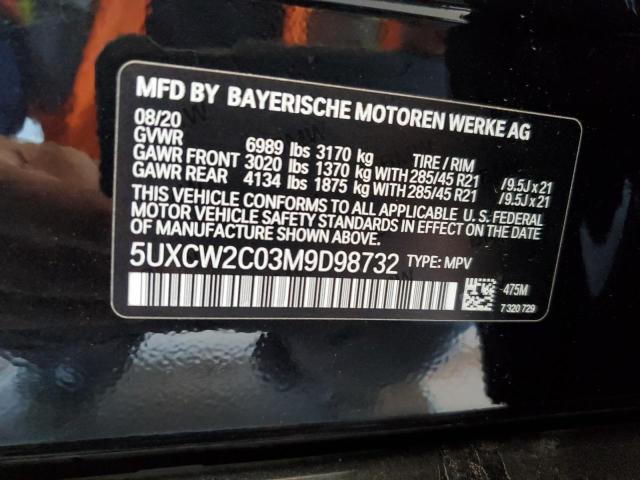 MFD BY BAYERISCHE MOTOREN WERKE AG
08/20
GVWR 6989 lbs 3170 kg TIRE / RIM
GAWR FRONT 3020 lbs 1370 kg WITH 285/45 R21 /9.5J x 21
GAWR REAR 4134 lbs 1875 kg WITH 285/45 R21 /9.5J x 21
THIS VEHICLE CONFORMS TO ALL APPLICABLE U. S. FEDERAL
MOTOR VEHICLE SAFETY STANDARDS IN EFFECT ON THE DATE
OF MANUFACTURE SHOWN ABOVE.
5UXCW2C03M9D98732 TYPE: MPV
475M
7 320 729